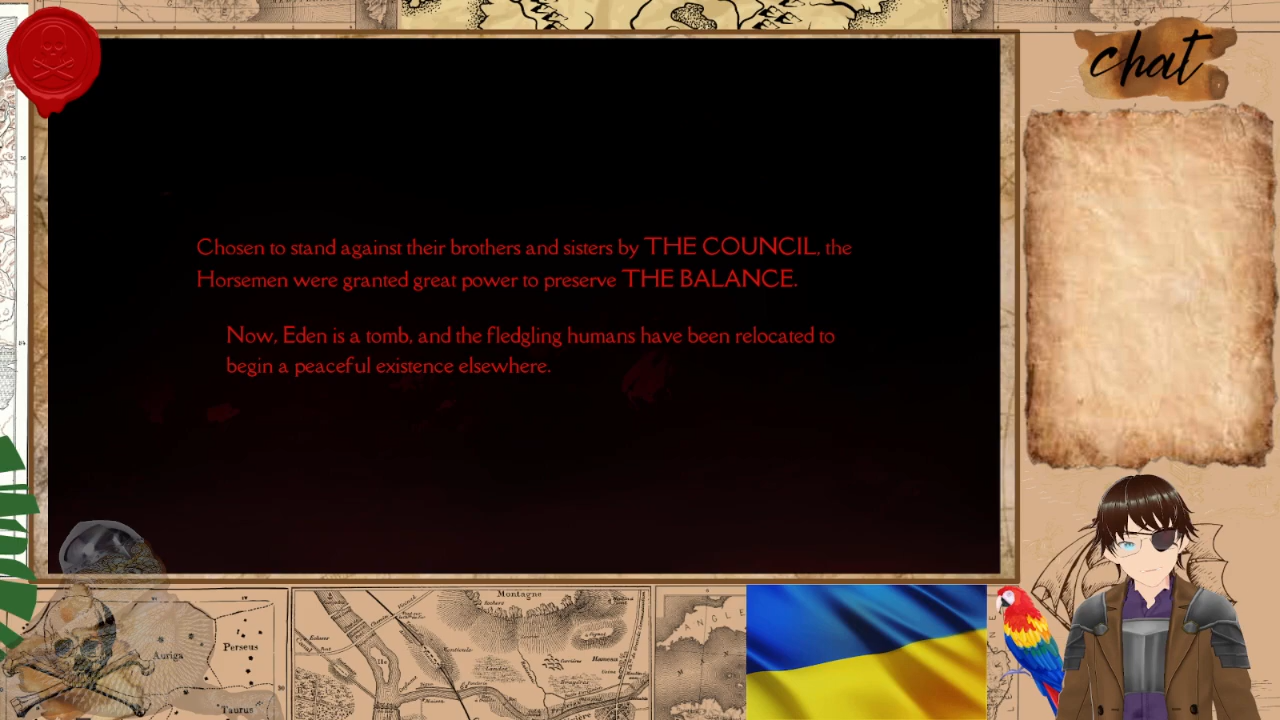 chat
Chosen to stand against their brothers and sisters by THE COUNCIL, the
Horsemen were granted great power to preserve THE BALANCE.
Now, Eden is a tomb, and the fledgling humans have been relocated to
begin a peaceful existence elsewhere.
Montagne
Auriga
Perseus
Taurus